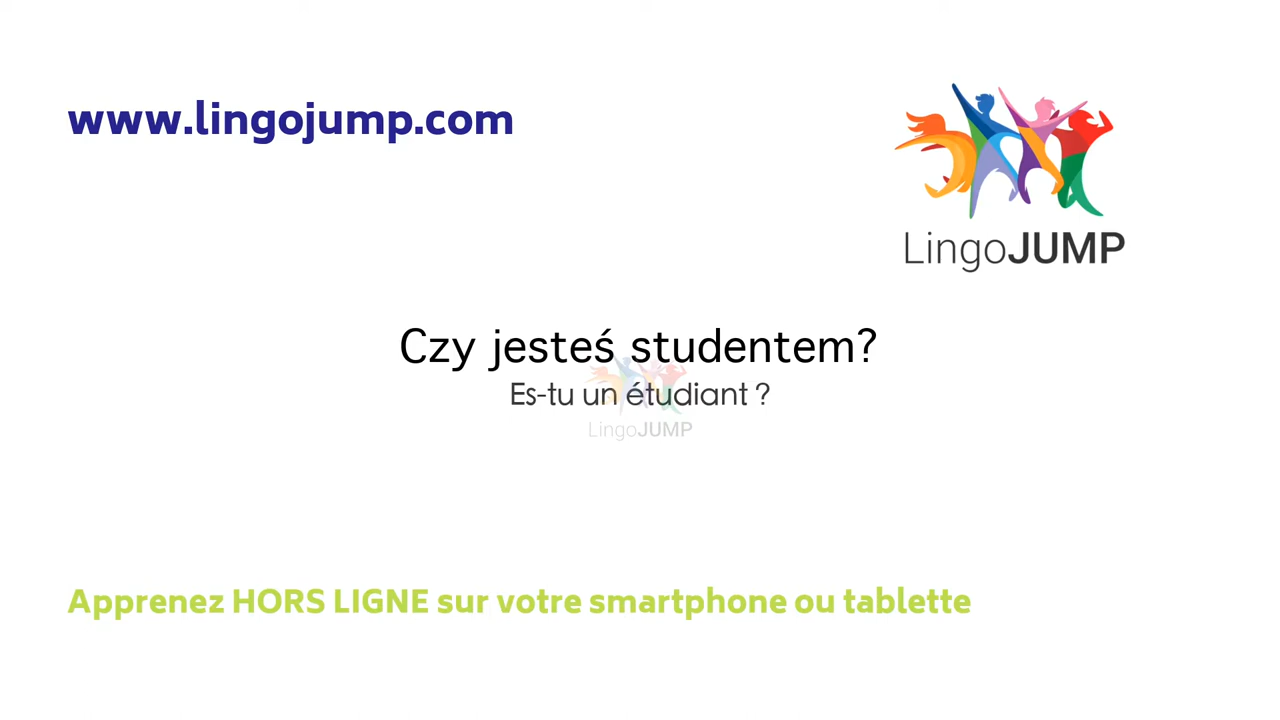 www.lingojump.com
LingoJUMP
Czy jesteś studentem?
Es-tu un étudiant ?
LingoJUMP
Apprenez HORS LIGNE sur votre smartphone ou tablette